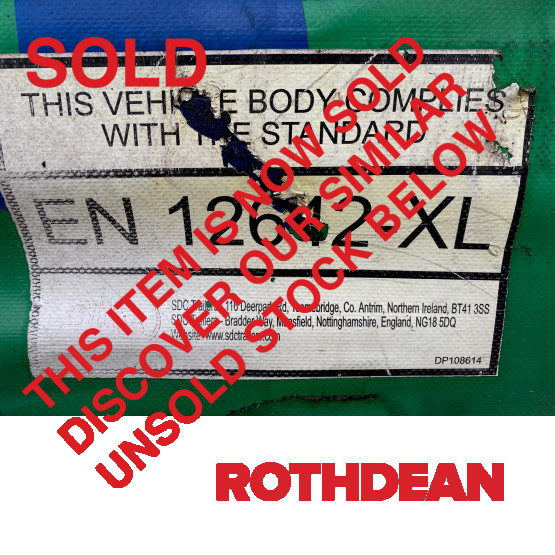 SOLD
THIS VEHICLE BODY COMPLIES
WITH THE STANDARD
EN 12642-XL
SDC Trailers, 116 Deerpark Rd, Toomebridge, Co. Antrim, Northern Ireland, BT41 3SS
SDC Trailers, Bradder Way, Mansfield, Nottinghamshire, England, NG18 5DQ
Website: www.sdctrailers.com
DP108614
THIS ITEM IS NOW SOLD
DISCOVER OUR SIMILAR
UNSOLD STOCK BELOW
ROTHDEAN